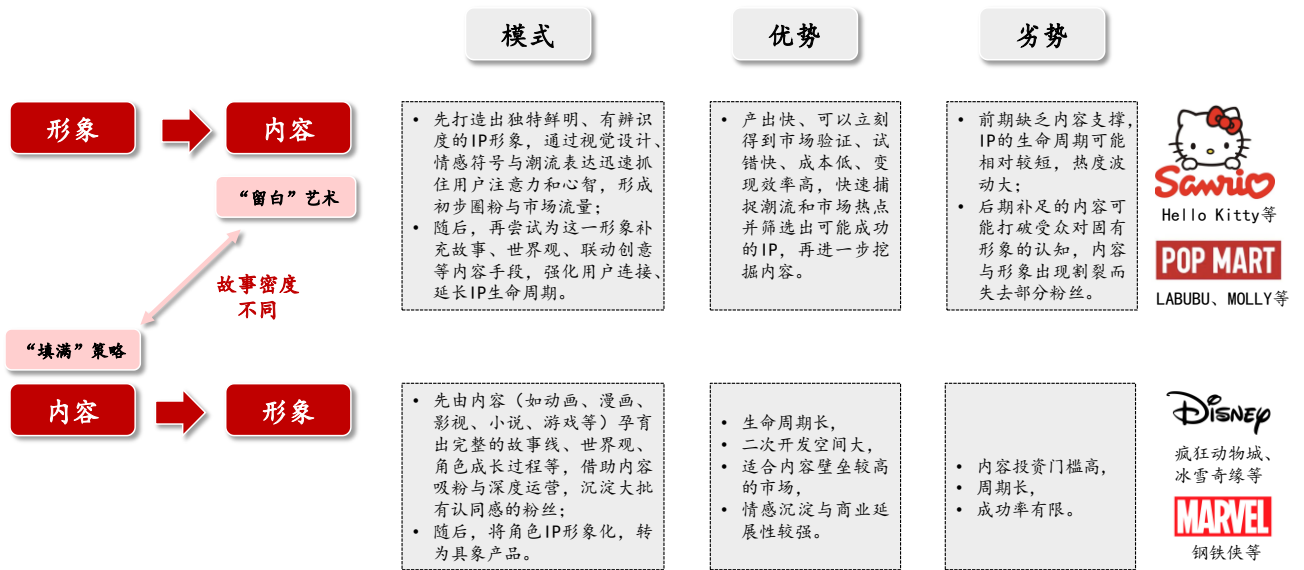 模式
优势
劣势
形象
内容
“留白”艺术
故事密度
不同
“填满”策略
内容
形象
• 先打造出独特鲜明、有辨识
度的IP形象，通过视觉设计、
情感符号与潮流表达迅速抓
住用户注意力和心智，形成
初步圈粉与市场流量；
• 随后，再尝试为这一形象补
充故事、世界观、联动创意
等内容手段，强化用户连接、
延长IP生命周期。
• 产出快、可以立刻
得到市场验证、试
错快、成本低、变
现效率高，快速捕
捉潮流和市场热点
并筛选出可能成功
的IP，再进一步挖
掘内容。
• 前期缺乏内容支撑，
IP的生命周期可能
相对较短，热度波
动大；
• 后期补足的内容可
能打破受众对固有
形象的认知，内容
与形象出现割裂而
失去部分粉丝。
Sanrio
Hello Kitty等
POP MART
LABUBU、MOLLY等
• 先由内容（如动画、漫画、
影视、小说、游戏等）孕育
出完整的故事线、世界观、
角色成长过程等，借助内容
吸粉与深度运营，沉淀大批
有认同感的粉丝；
• 随后，将角色IP形象化，转
为具象产品。
• 生命周期长，
• 二次开发空间大，
• 适合内容壁垒较高
的市场，
• 情感沉淀与商业延
展性较强。
• 内容投资门槛高，
• 周期长，
• 成功率有限。
Disney
疯狂动物城、
冰雪奇缘等
MARVEL
钢铁侠等